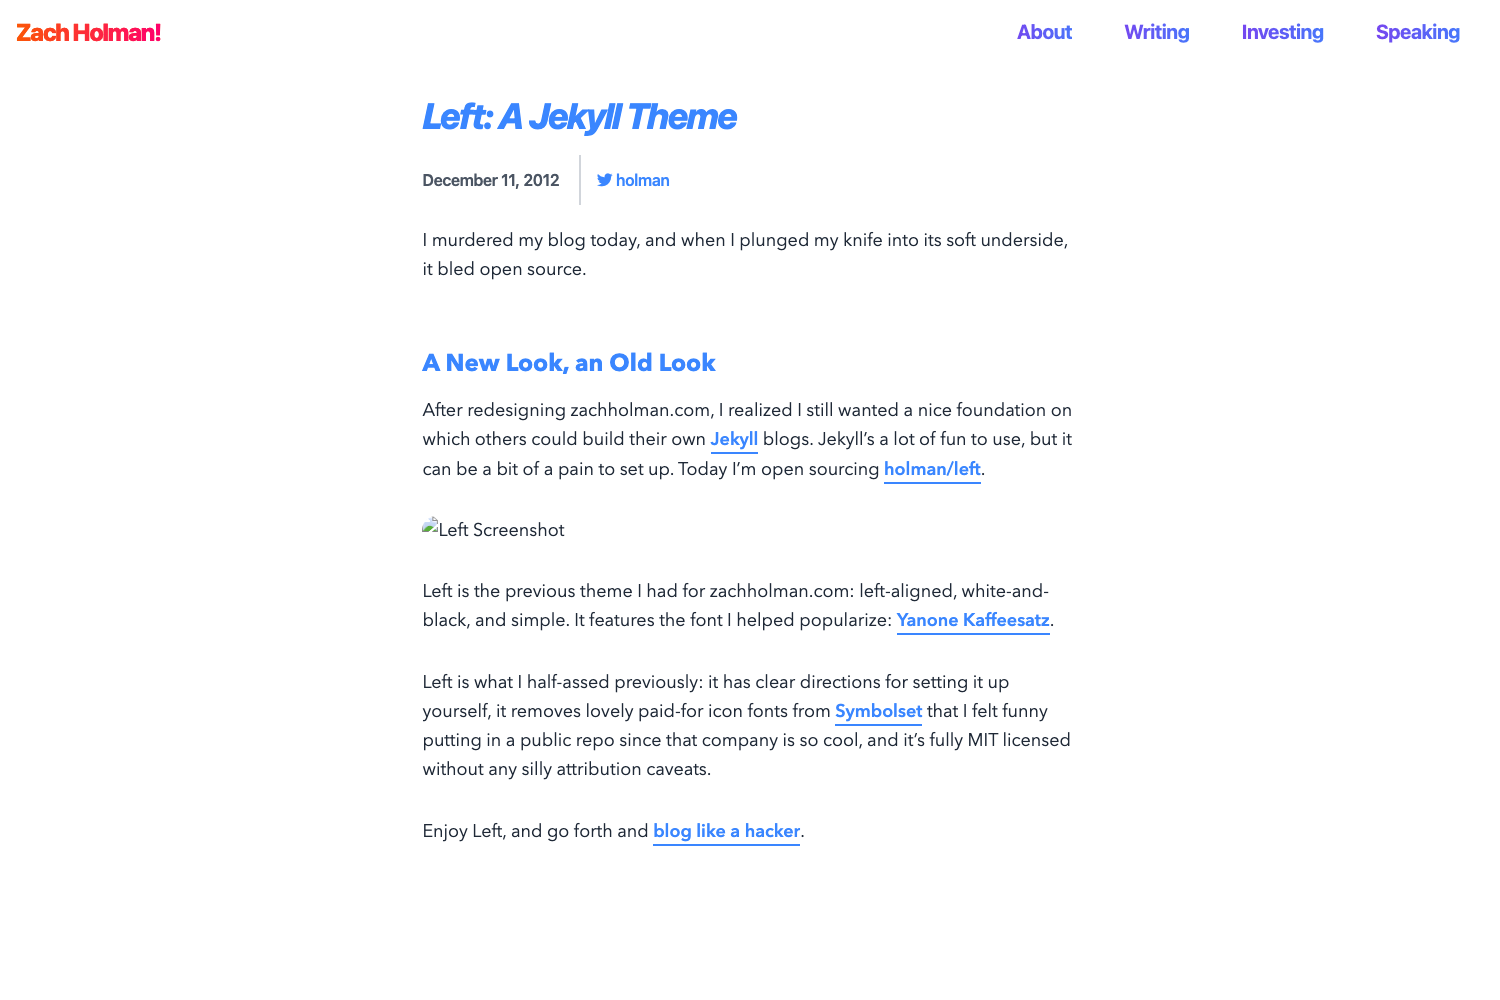 Zach Holman!
About Writing Investing Speaking
Left: A Jekyll Theme
December 11, 2012
holman
I murdered my blog today, and when I plunged my knife into its soft underside,
it bled open source.
A New Look, an Old Look
After redesigning zachholman.com, I realized I still wanted a nice foundation on
which others could build their own Jekyll blogs. Jekyll’s a lot of fun to use, but it
can be a bit of a pain to set up. Today I’m open sourcing holman/left.
Left Screenshot
Left is the previous theme I had for zachholman.com: left-aligned, white-and-
black, and simple. It features the font I helped popularize: Yanone Kaffeesatz.
Left is what I half-assed previously: it has clear directions for setting it up
yourself, it removes lovely paid-for icon fonts from Symbolset that I felt funny
putting in a public repo since that company is so cool, and it’s fully MIT licensed
without any silly attribution caveats.
Enjoy Left, and go forth and blog like a hacker.